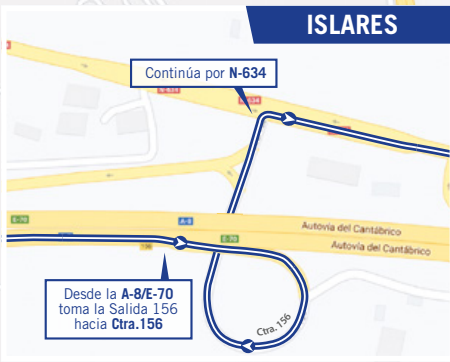 ISLARES
Continúa por N-634
N-634
N-634
E-70
A-8
Autovía del Cantábrico
156
E-70
Autovía del Cantábrico
Desde la A-8/E-70
toma la Salida 156
hacia Ctra.156
Ctra. 156